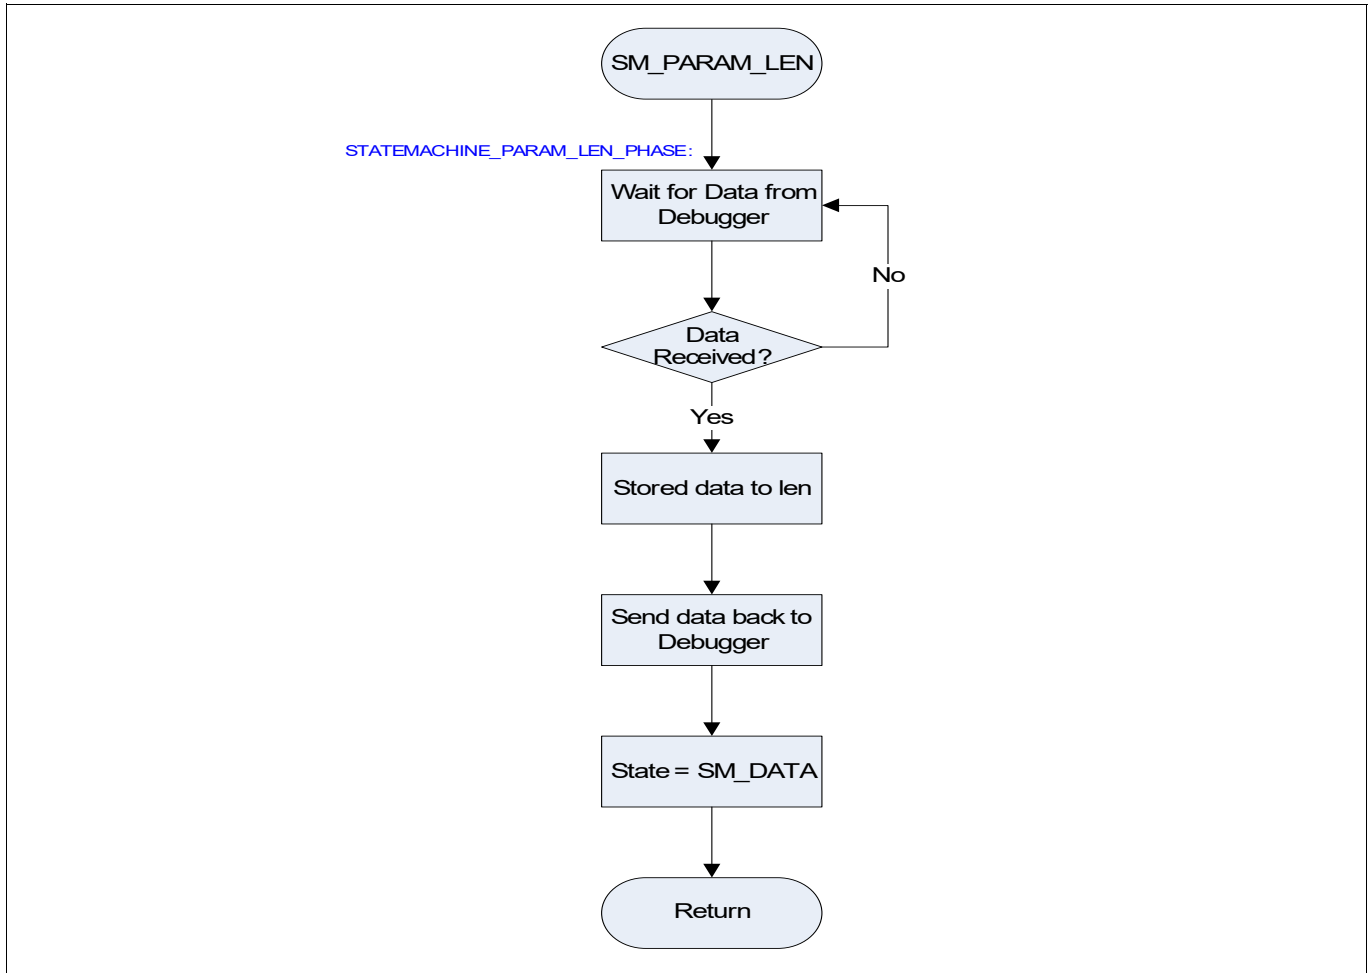 SM_PARAM_LEN
STATEMACHINE_PARAM_LEN_PHASE:
Wait for Data from
Debugger
No
Data
Received?
Yes
Stored data to len
Send data back to
Debugger
State = SM_DATA
Return